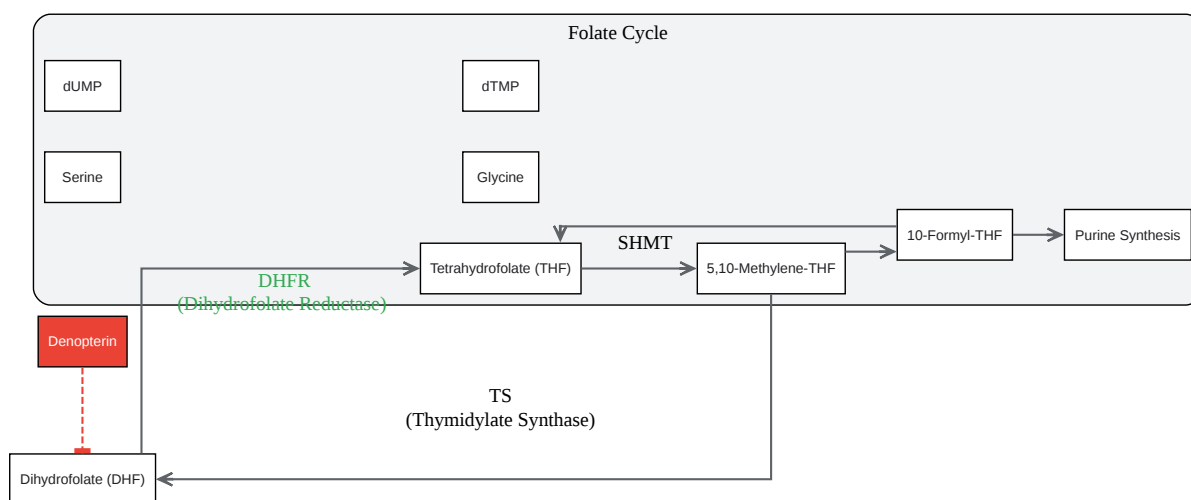 Folate Cycle
dUMP
dTMP
Serine
Glycine
10-Formyl-THF
Purine Synthesis
SHMT
Tetrahydrofolate (THF)
5,10-Methylene-THF
DHFR
(Dihydrofolate Reductase)
Denopterin
TS
(Thymidylate Synthase)
Dihydrofolate (DHF)